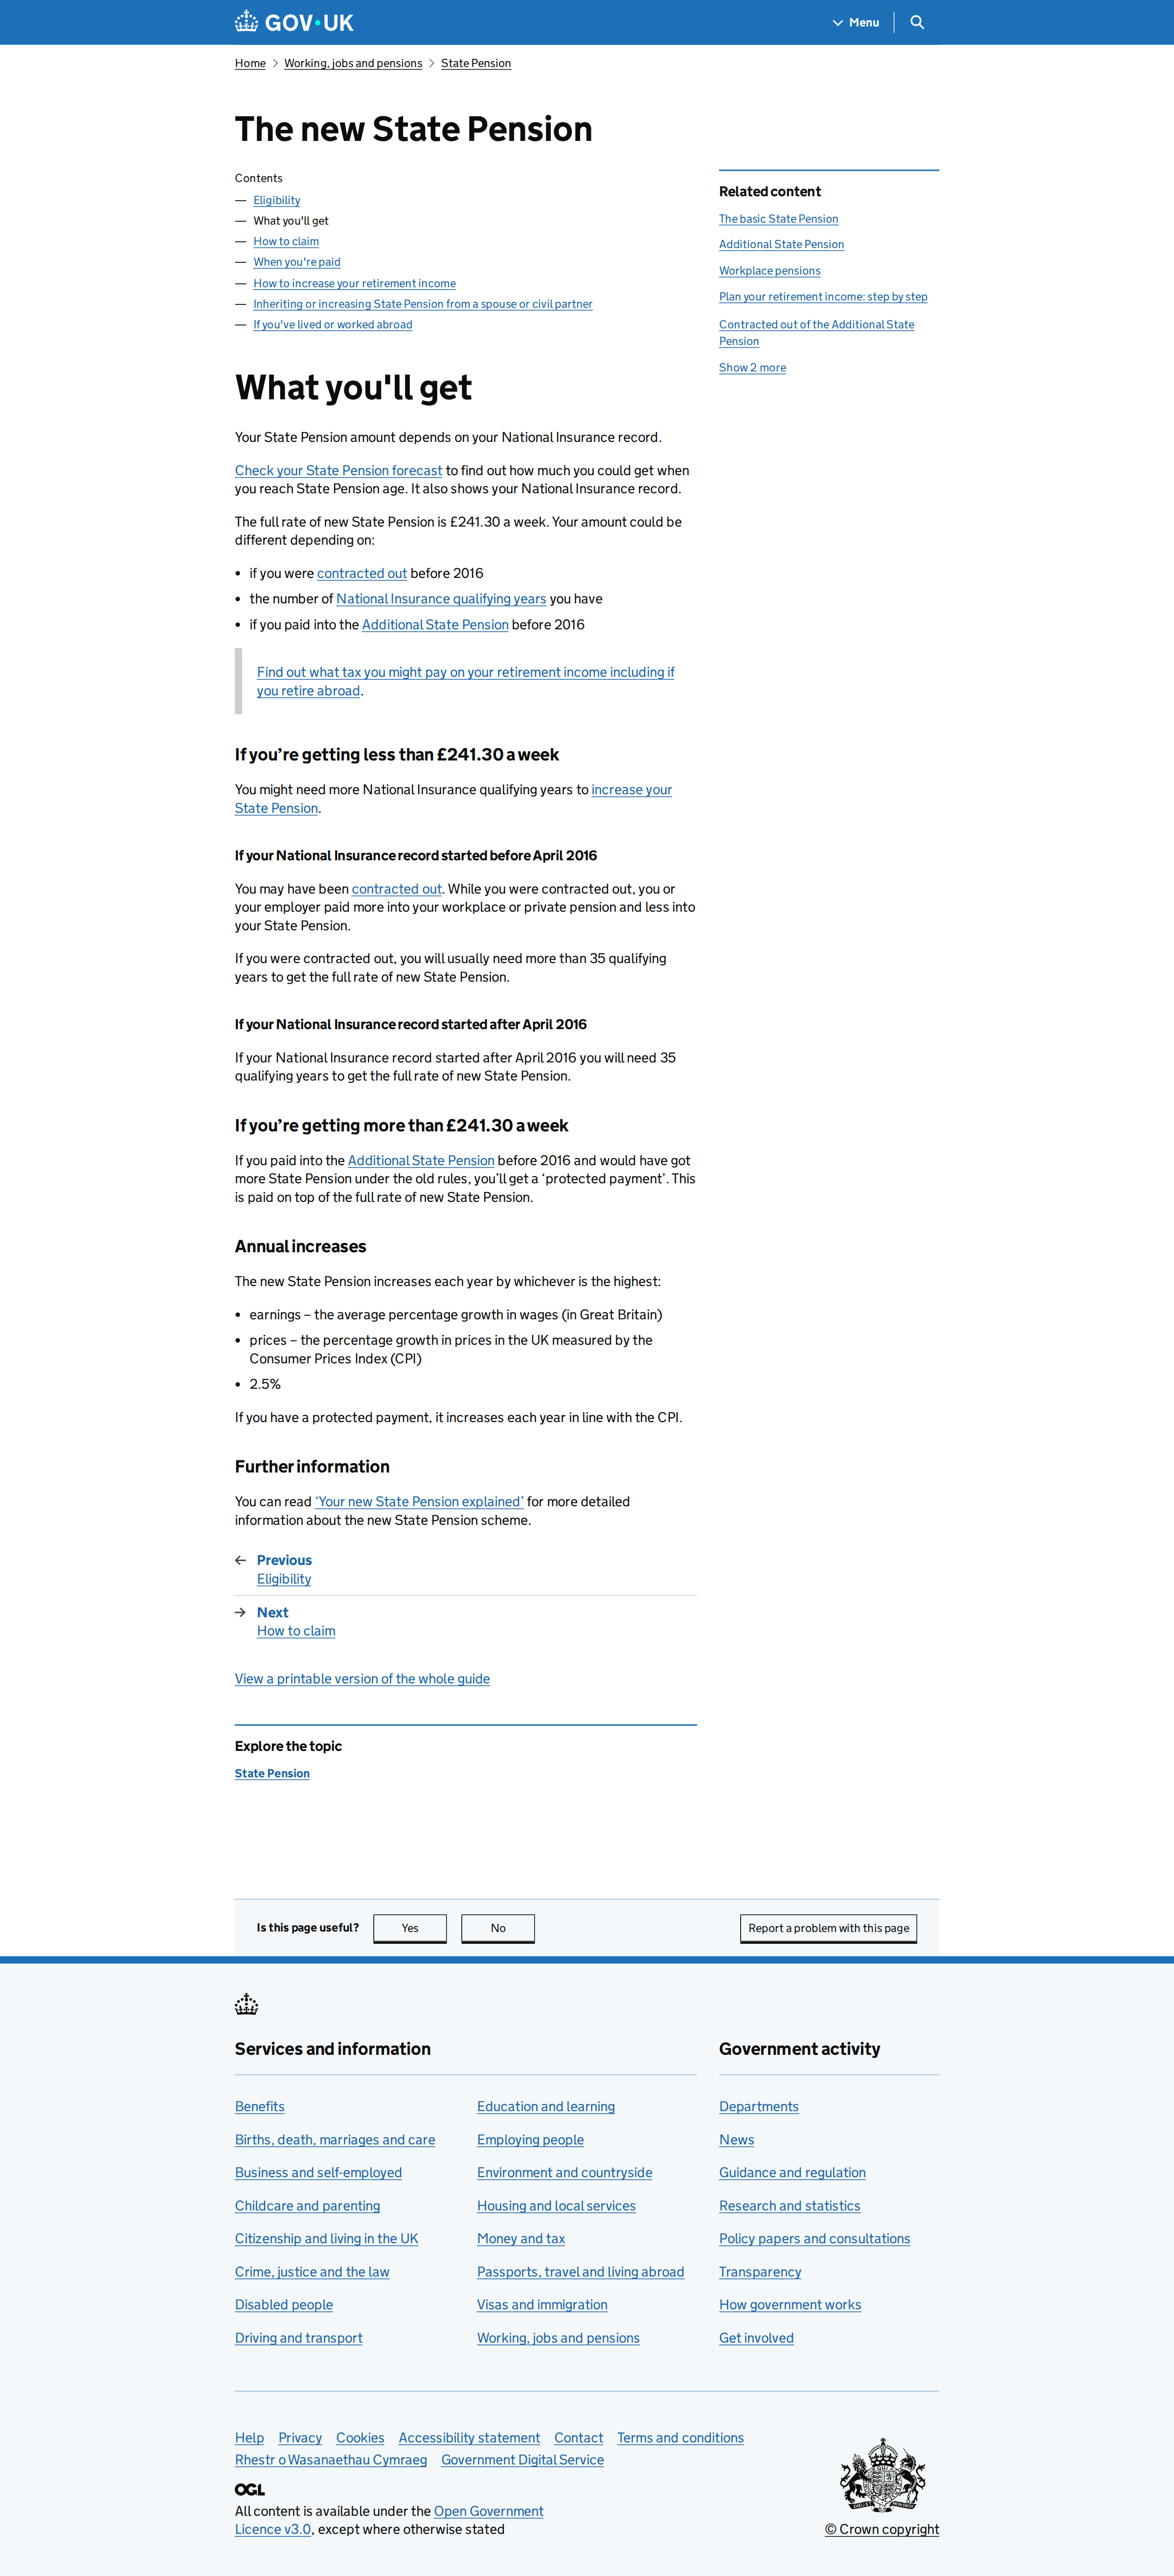 GOV·UK
Menu
Home
Working, jobs and pensions
State Pension
The new State Pension
Contents
— Eligibility
— What you'll get
— How to claim
— When you're paid
— How to increase your retirement income
— Inheriting or increasing State Pension from a spouse or civil partner
— If you've lived or worked abroad
Related content
The basic State Pension
Additional State Pension
Workplace pensions
Plan your retirement income: step by step
Contracted out of the Additional State
Pension
Show 2 more
What you'll get
Your State Pension amount depends on your National Insurance record.
Check your State Pension forecast to find out how much you could get when
you reach State Pension age. It also shows your National Insurance record.
The full rate of new State Pension is £241.30 a week. Your amount could be
different depending on:
• if you were contracted out before 2016
• the number of National Insurance qualifying years you have
• if you paid into the Additional State Pension before 2016
Find out what tax you might pay on your retirement income including if
you retire abroad.
If you’re getting less than £241.30 a week
You might need more National Insurance qualifying years to increase your
State Pension.
If your National Insurance record started before April 2016
You may have been contracted out. While you were contracted out, you or
your employer paid more into your workplace or private pension and less into
your State Pension.
If you were contracted out, you will usually need more than 35 qualifying
years to get the full rate of new State Pension.
If your National Insurance record started after April 2016
If your National Insurance record started after April 2016 you will need 35
qualifying years to get the full rate of new State Pension.
If you’re getting more than £241.30 a week
If you paid into the Additional State Pension before 2016 and would have got
more State Pension under the old rules, you’ll get a ‘protected payment’. This
is paid on top of the full rate of new State Pension.
Annual increases
The new State Pension increases each year by whichever is the highest:
• earnings – the average percentage growth in wages (in Great Britain)
• prices – the percentage growth in prices in the UK measured by the
Consumer Prices Index (CPI)
• 2.5%
If you have a protected payment, it increases each year in line with the CPI.
Further information
You can read ‘Your new State Pension explained’ for more detailed
information about the new State Pension scheme.
Previous
Eligibility
Next
How to claim
View a printable version of the whole guide
Explore the topic
State Pension
Is this page useful?
Yes
No
Report a problem with this page
Services and information
Benefits
Births, death, marriages and care
Business and self-employed
Childcare and parenting
Citizenship and living in the UK
Crime, justice and the law
Disabled people
Driving and transport
Education and learning
Employing people
Environment and countryside
Housing and local services
Money and tax
Passports, travel and living abroad
Visas and immigration
Working, jobs and pensions
Government activity
Departments
News
Guidance and regulation
Research and statistics
Policy papers and consultations
Transparency
How government works
Get involved
Help
Privacy
Cookies
Accessibility statement
Contact
Terms and conditions
Rhestr o Wasanaethau Cymraeg
Government Digital Service
OGL
All content is available under the Open Government
Licence v3.0, except where otherwise stated
© Crown copyright